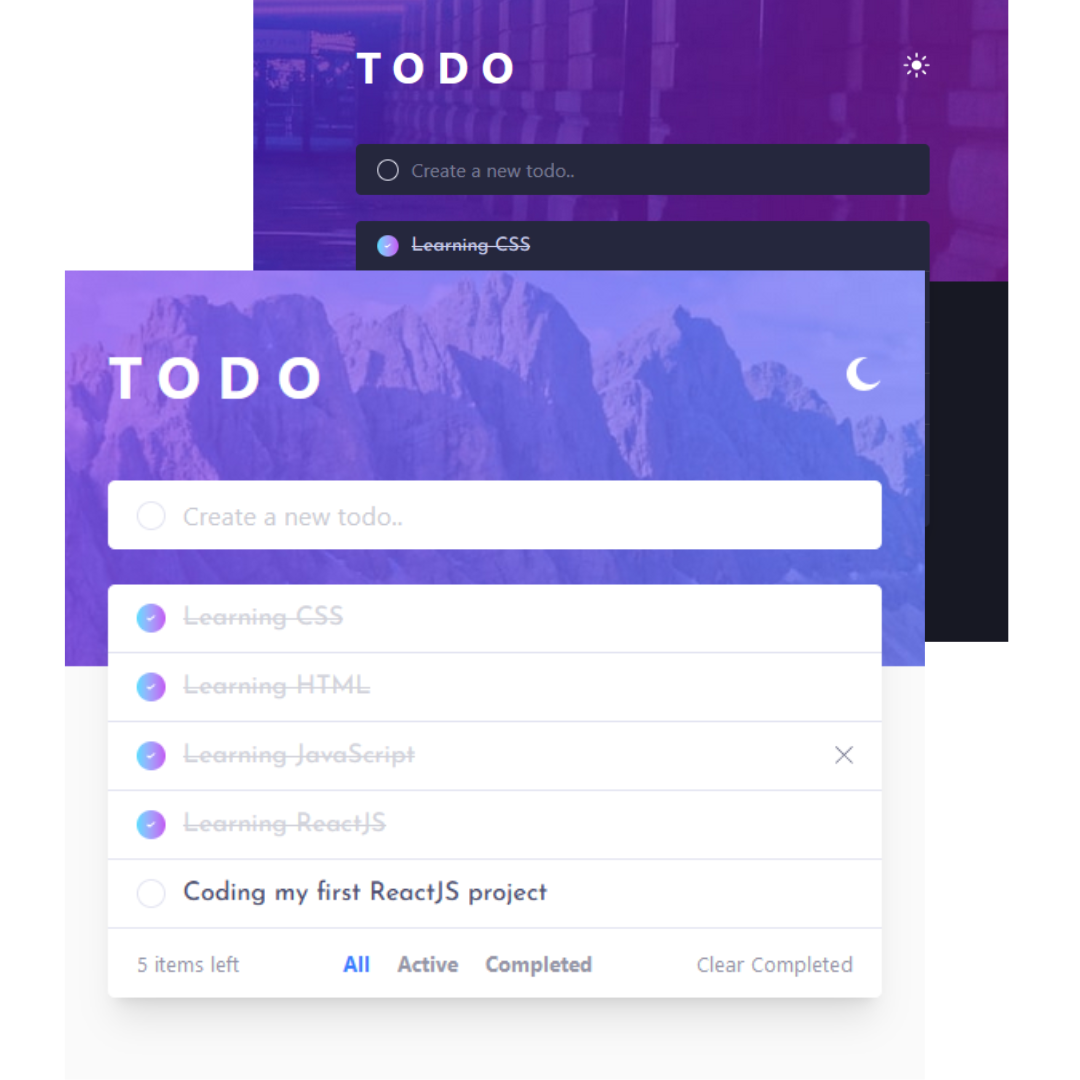 TODO
Create a new todo..
Learning CSS
TODO
Create a new todo..
Learning CSS
Learning HTML
Learning JavaScript
Learning ReactJS
Coding my first ReactJS project
5 items left All Active Completed Clear Completed